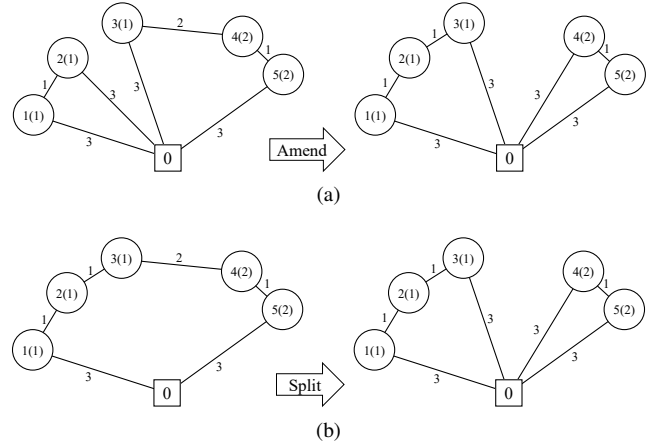 3(1) 2 4(2) 3(1)
2(1) 1 2(1) 1 4(2) 1
1 3 3 5(2) 1 3 3 5(2)
1(1) 3 3 1(1) 3 3
0 Amend 0
(a)
3(1) 2 4(2) 3(1) 4(2)
2(1) 1 1 2(1) 1 1
1 5(2) 1 3 3 5(2)
1(1) 3 3 1(1) 3 3
0 Split 0
(b)